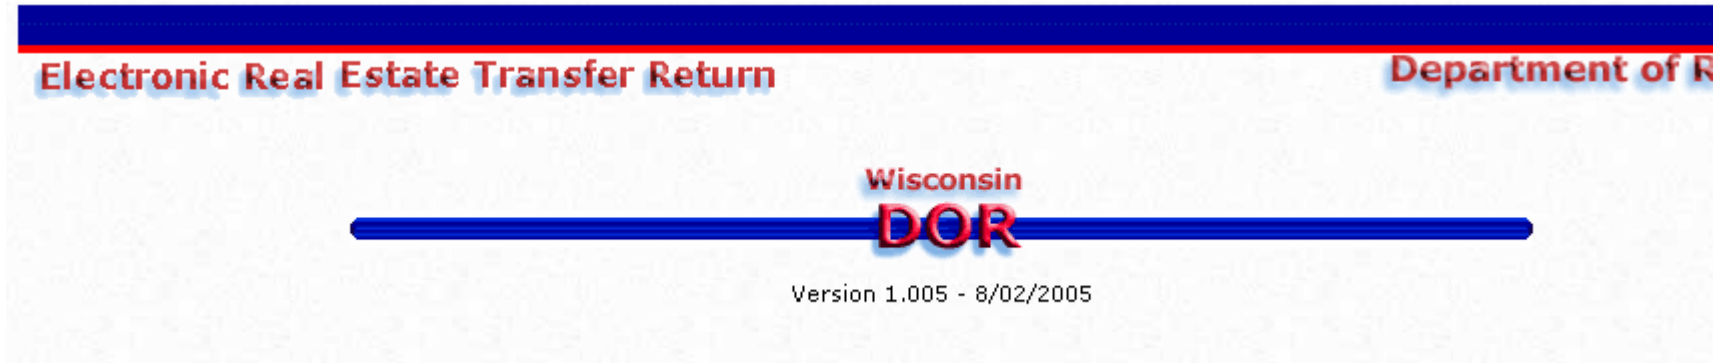 Electronic Real Estate Transfer Return
Department of R
Wisconsin
DOR
Version 1.005 - 8/02/2005